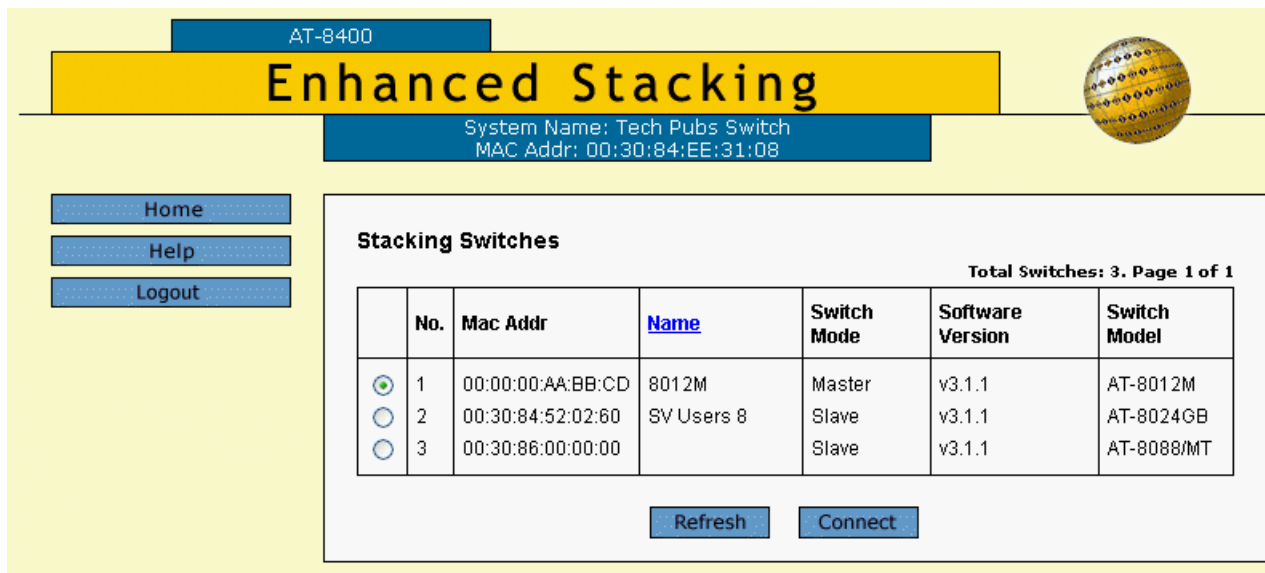 AT-8400
Enhanced Stacking
System Name: Tech Pubs Switch
MAC Addr: 00:30:84:EE:31:08
Home
Help
Logout
Stacking Switches
Total Switches: 3. Page 1 of 1
No. Mac Addr Name Switch Mode Software Version Switch Model
1 00:00:00:AA:BB:CD 8012M Master v3.1.1 AT-8012M
2 00:30:84:52:02:60 SV Users 8 Slave v3.1.1 AT-8024GB
3 00:30:86:00:00:00 Slave v3.1.1 AT-8088/MT
Refresh Connect